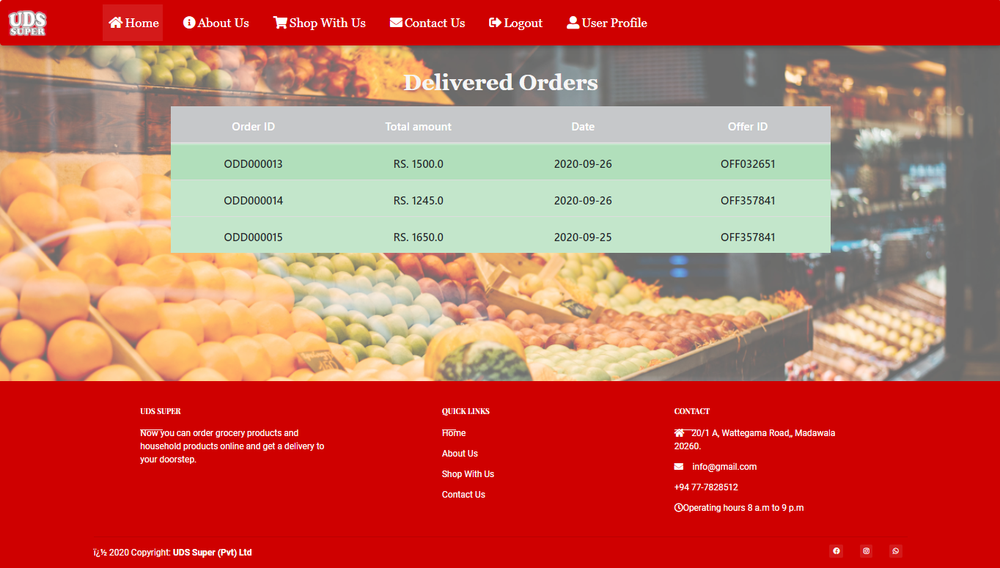 UDS
SUPER
Home
About Us
Shop With Us
Contact Us
Logout
User Profile
Delivered Orders
Order ID Total amount Date Offer ID
ODD000013 RS. 1500.0 2020-09-26 OFF032651
ODD000014 RS. 1245.0 2020-09-26 OFF357841
ODD000015 RS. 1650.0 2020-09-25 OFF357841
UDS SUPER
Now you can order grocery products and
household products online and get a delivery to
your doorstep.
QUICK LINKS
Home
About Us
Shop With Us
Contact Us
CONTACT
20/1 A, Wattegama Road,, Madawala
20260.
info@gmail.com
+94 77-7828512
Operating hours 8 a.m to 9 p.m
ï¿½ 2020 Copyright: UDS Super (Pvt) Ltd